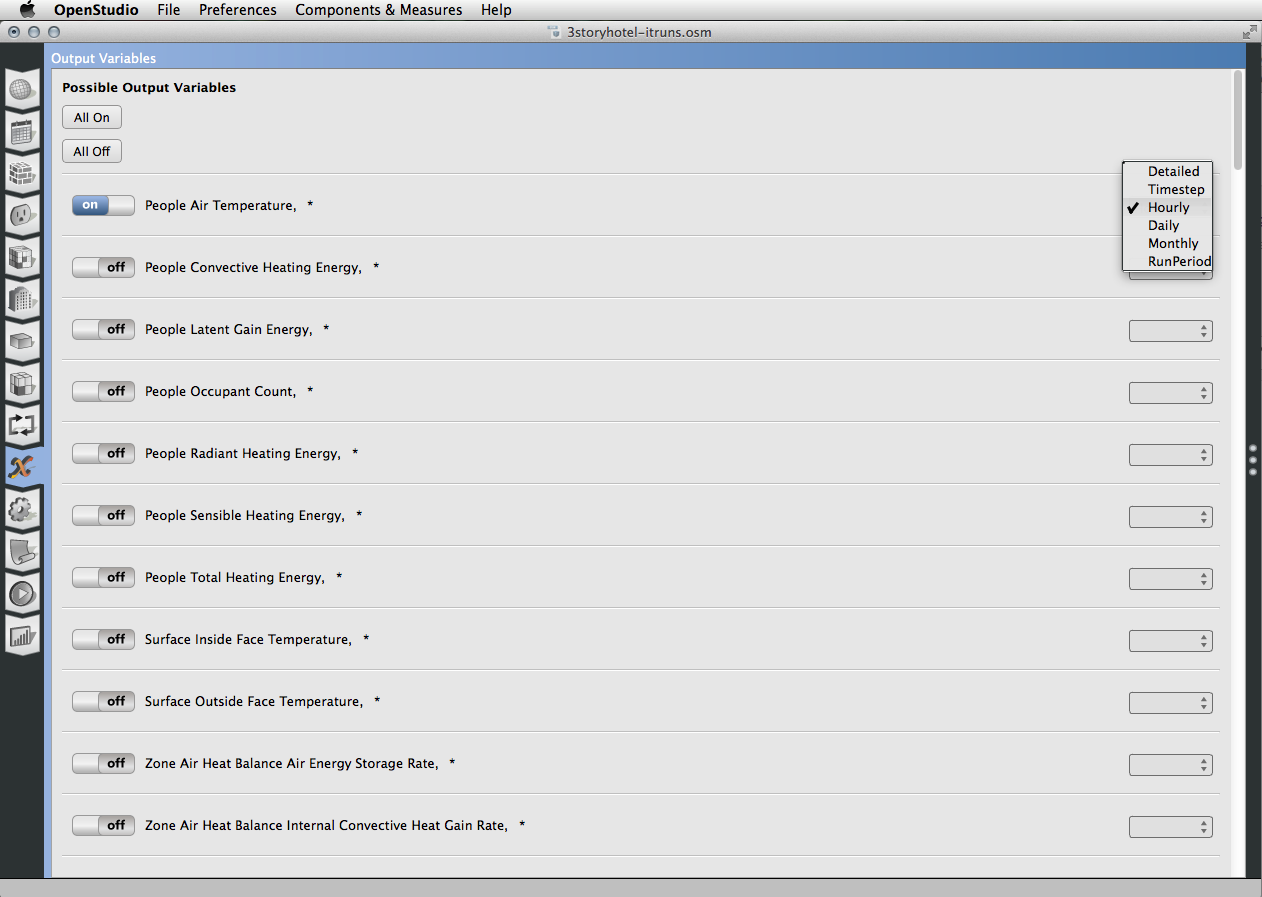 OpenStudio File Preferences Components & Measures Help
3storyhotel-itruns.osm
Output Variables
Possible Output Variables
All On
All Off
on People Air Temperature, *
Detailed
Timestep
✓ Hourly
Daily
Monthly
RunPeriod
off People Convective Heating Energy, *
off People Latent Gain Energy, *
off People Occupant Count, *
off People Radiant Heating Energy, *
off People Sensible Heating Energy, *
off People Total Heating Energy, *
off Surface Inside Face Temperature, *
off Surface Outside Face Temperature, *
off Zone Air Heat Balance Air Energy Storage Rate, *
off Zone Air Heat Balance Internal Convective Heat Gain Rate, *